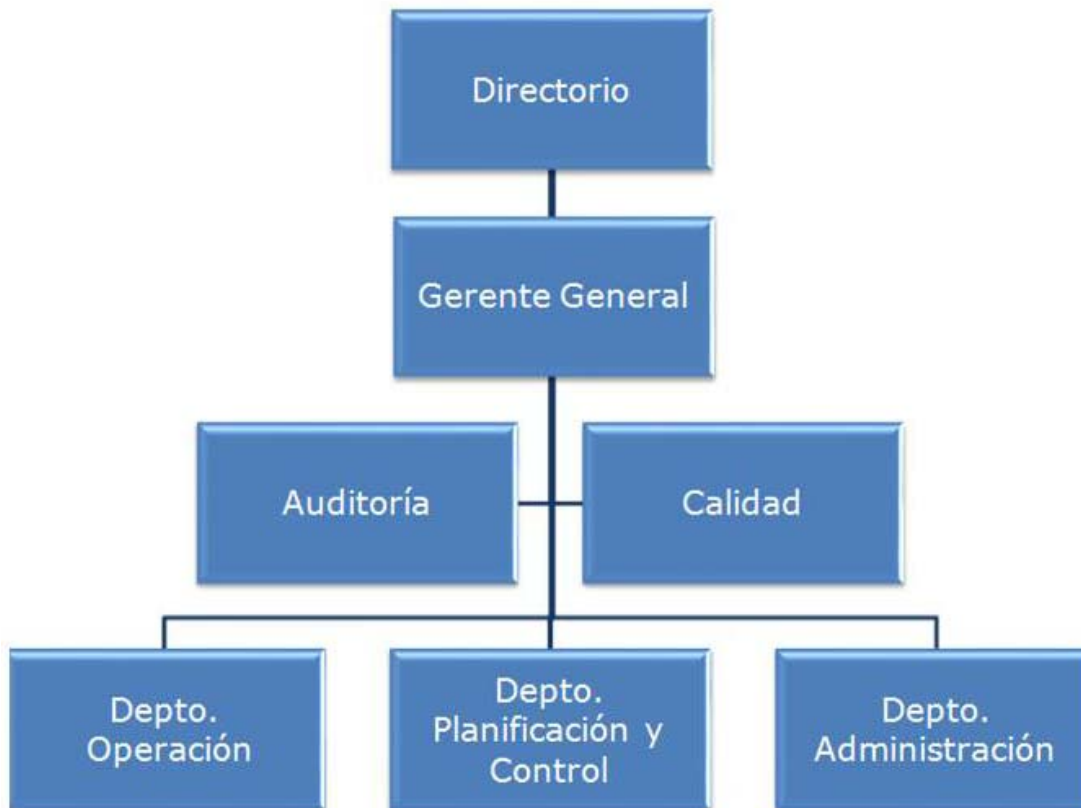 Directorio
Gerente General
Auditoría
Calidad
Depto.
Operación
Depto.
Planificación y
Control
Depto.
Administración